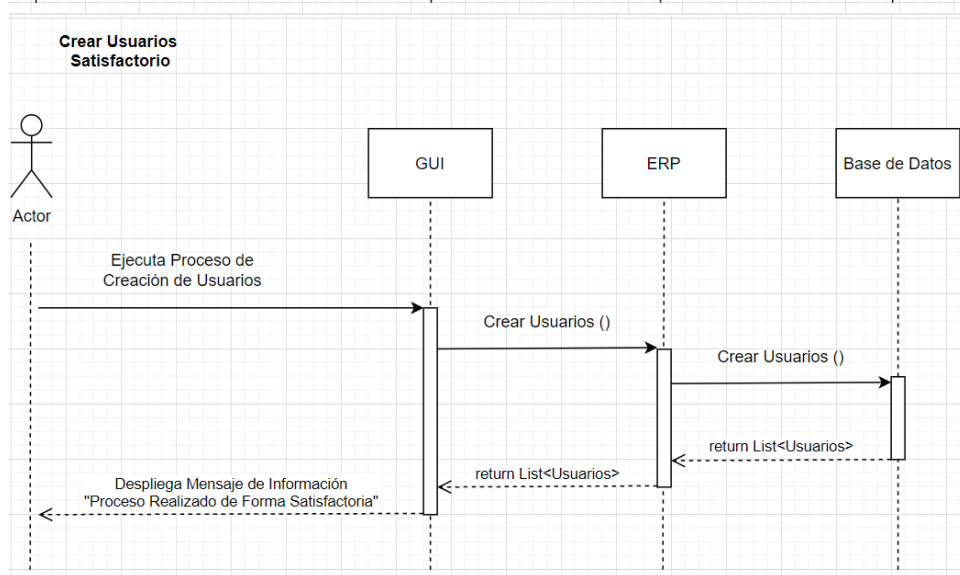 Crear Usuarios
Satisfactorio
GUI
ERP
Base de Datos
Actor
Ejecuta Proceso de
Creación de Usuarios
Crear Usuarios ()
Crear Usuarios ()
return List<Usuarios>
return List<Usuarios>
Despliega Mensaje de Información
"Proceso Realizado de Forma Satisfactoria"